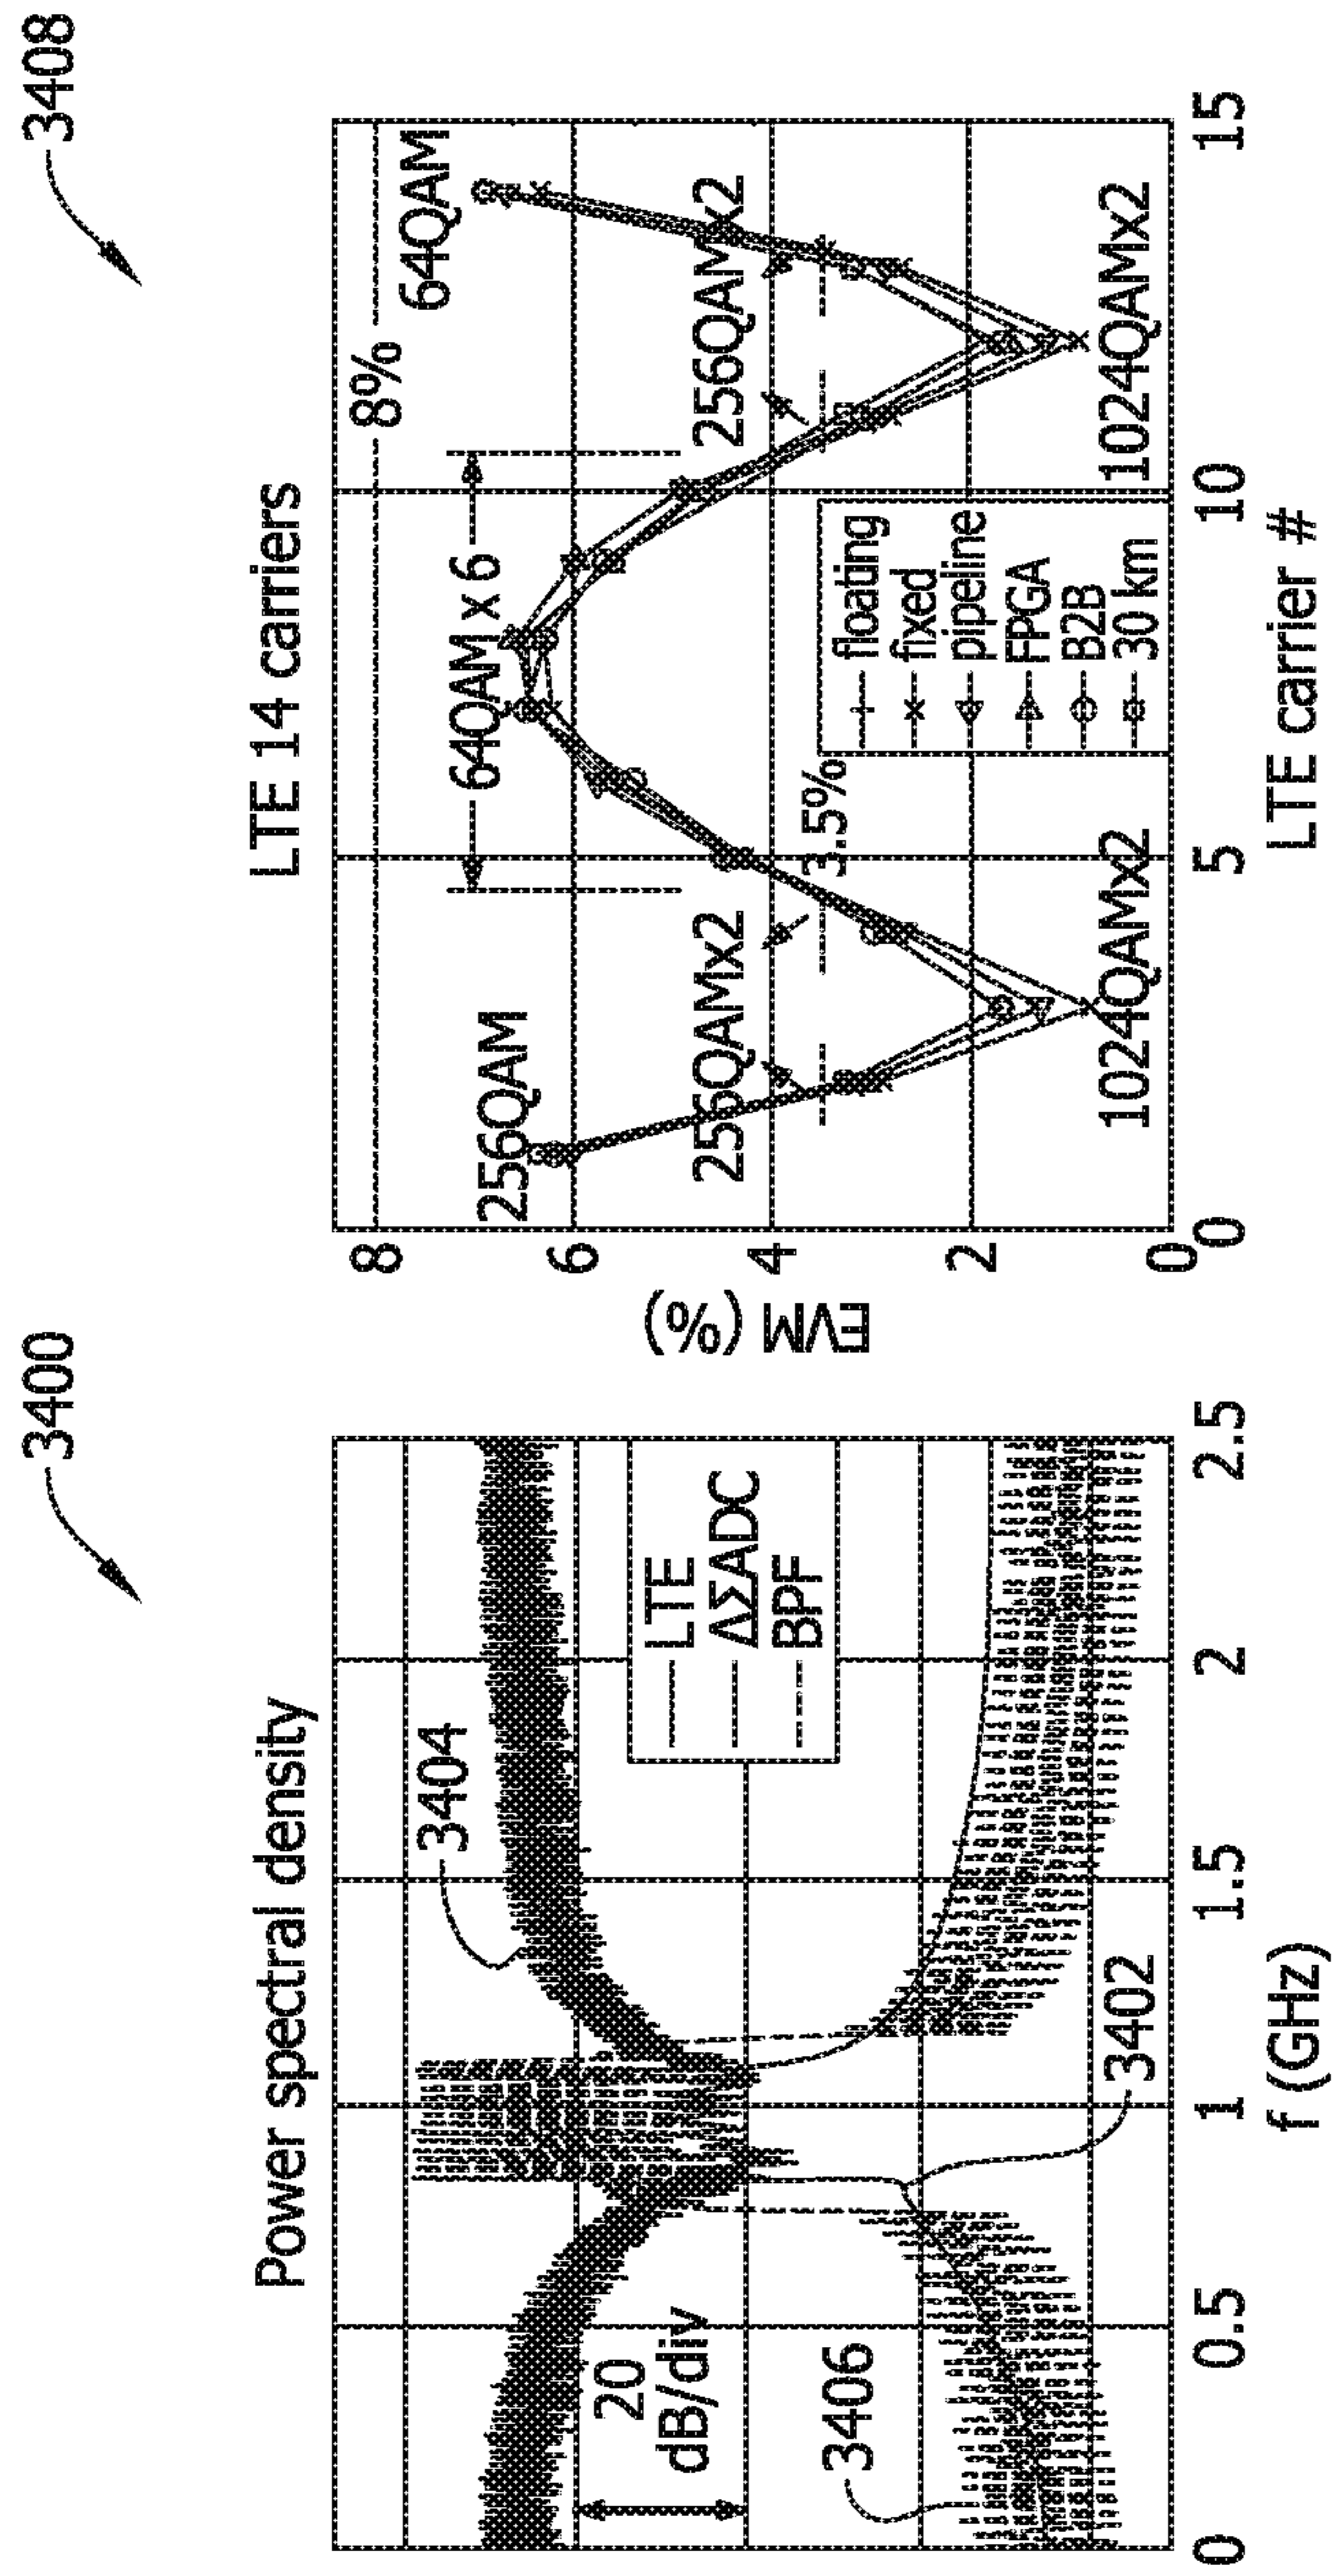 3400
Power spectral density
3404
LTE
ΔΣADC
BPF
20
dB/div
3406
3402
0
0.5
1
1.5
2
2.5
f (GHz)
3408
LTE 14 carriers
8%
256QAM
64QAM x 6
64QAM
256QAMx2
256QAMx2
3.5%
floating
fixed
pipeline
FPGA
B2B
30 km
1024QAMx2
1024QAMx2
EVM (%)
8
6
4
2
0
0
5
10
15
LTE carrier #